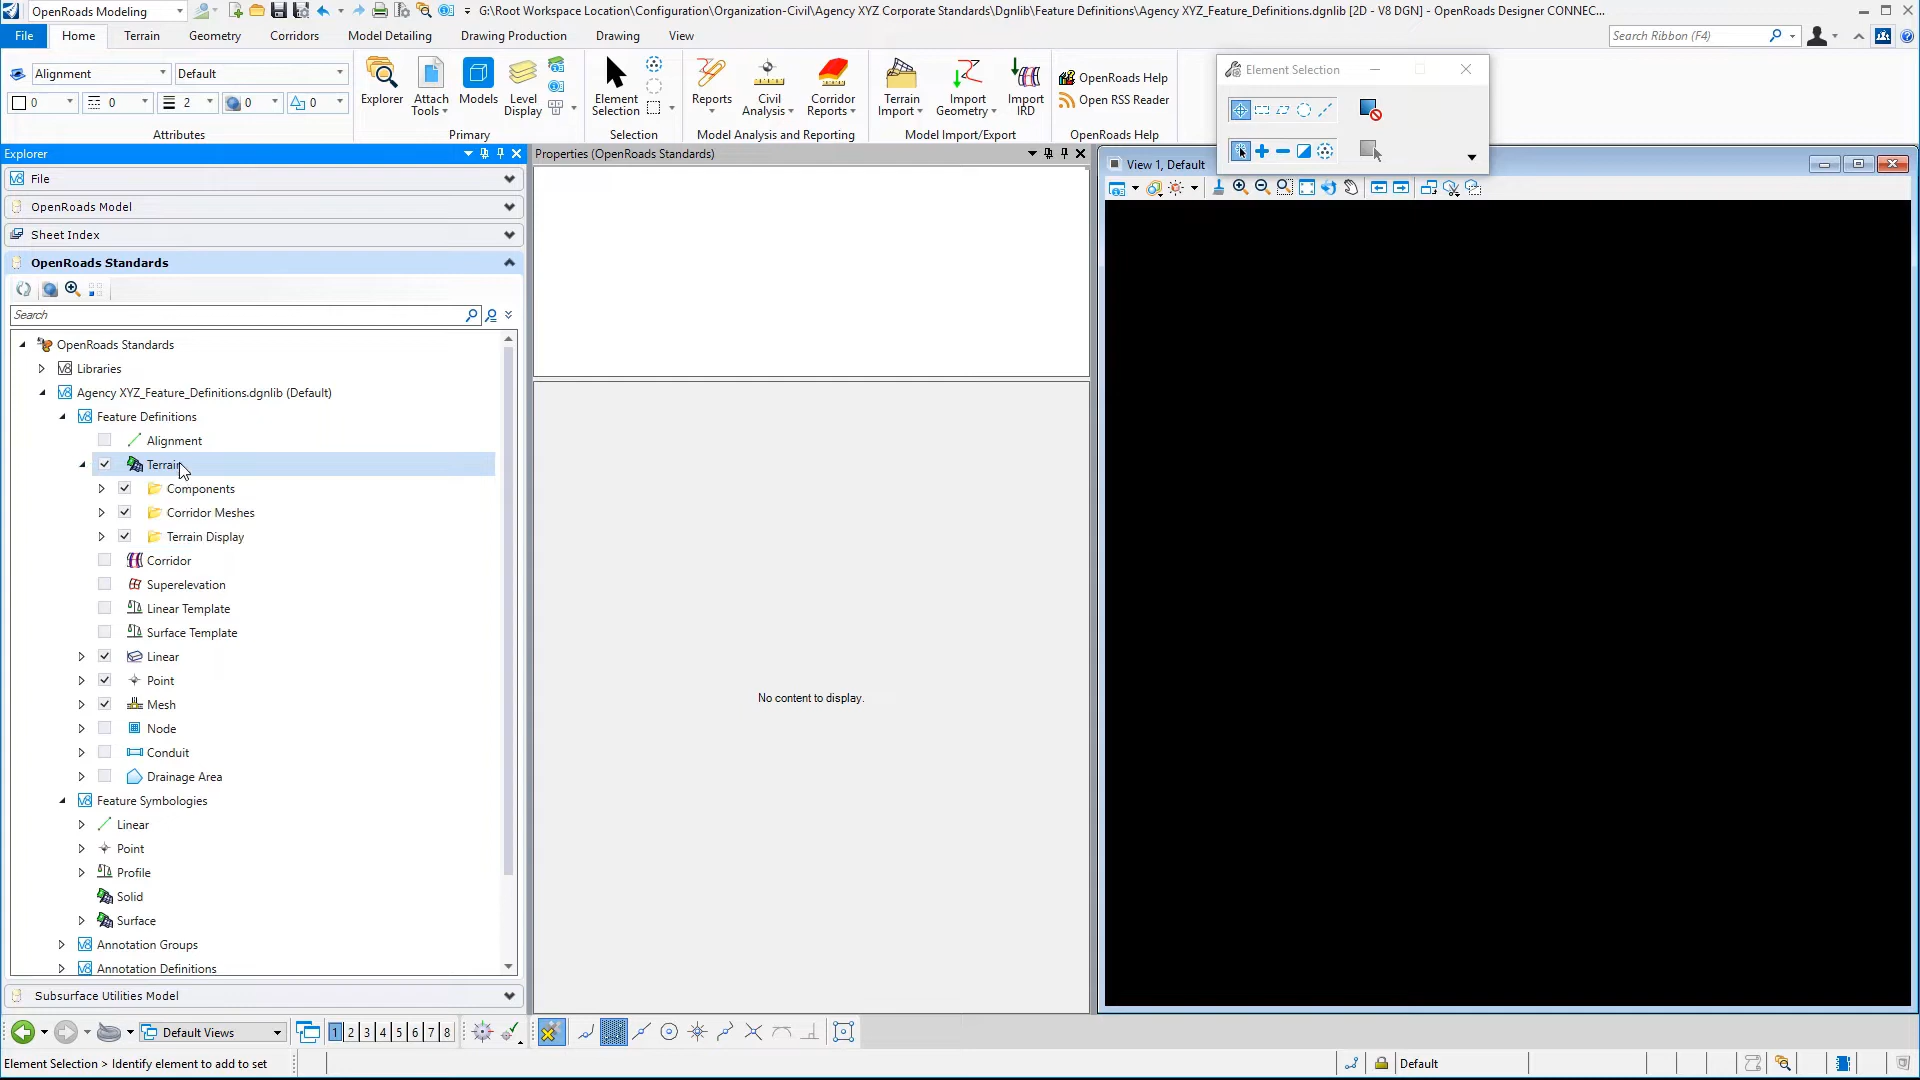 OpenRoads Modeling
G:\Root Workspace Location\Configuration\Organization-Civil\Agency XYZ Corporate Standards\Dgnlib\Feature Definitions\Agency XYZ_Feature_Definitions.dgnlib [2D - V8 DGN] - OpenRoads Designer CONNEC...
File Home Terrain Geometry Corridors Model Detailing Drawing Production Drawing View
Search Ribbon (F4)
Alignment Default
0 0 2 0 0
Attributes
Explorer
Attach Tools
Models
Level Display
Primary
Element Selection
Selection
Reports
Civil Analysis
Corridor Reports
Model Analysis and Reporting
Terrain Import
Import Geometry
Import IRD
Model Import/Export
OpenRoads Help
Open RSS Reader
OpenRoads Help
Element Selection
Explorer
File
OpenRoads Model
Sheet Index
OpenRoads Standards
Search
OpenRoads Standards
Libraries
Agency XYZ_Feature_Definitions.dgnlib (Default)
Feature Definitions
Alignment
Terrain
Components
Corridor Meshes
Terrain Display
Corridor
Superelevation
Linear Template
Surface Template
Linear
Point
Mesh
Node
Conduit
Drainage Area
Feature Symbologies
Linear
Point
Profile
Solid
Surface
Annotation Groups
Annotation Definitions
Subsurface Utilities Model
Properties (OpenRoads Standards)
No content to display.
View 1, Default
Default Views
1 2 3 4 5 6 7 8
Element Selection > Identify element to add to set
Default